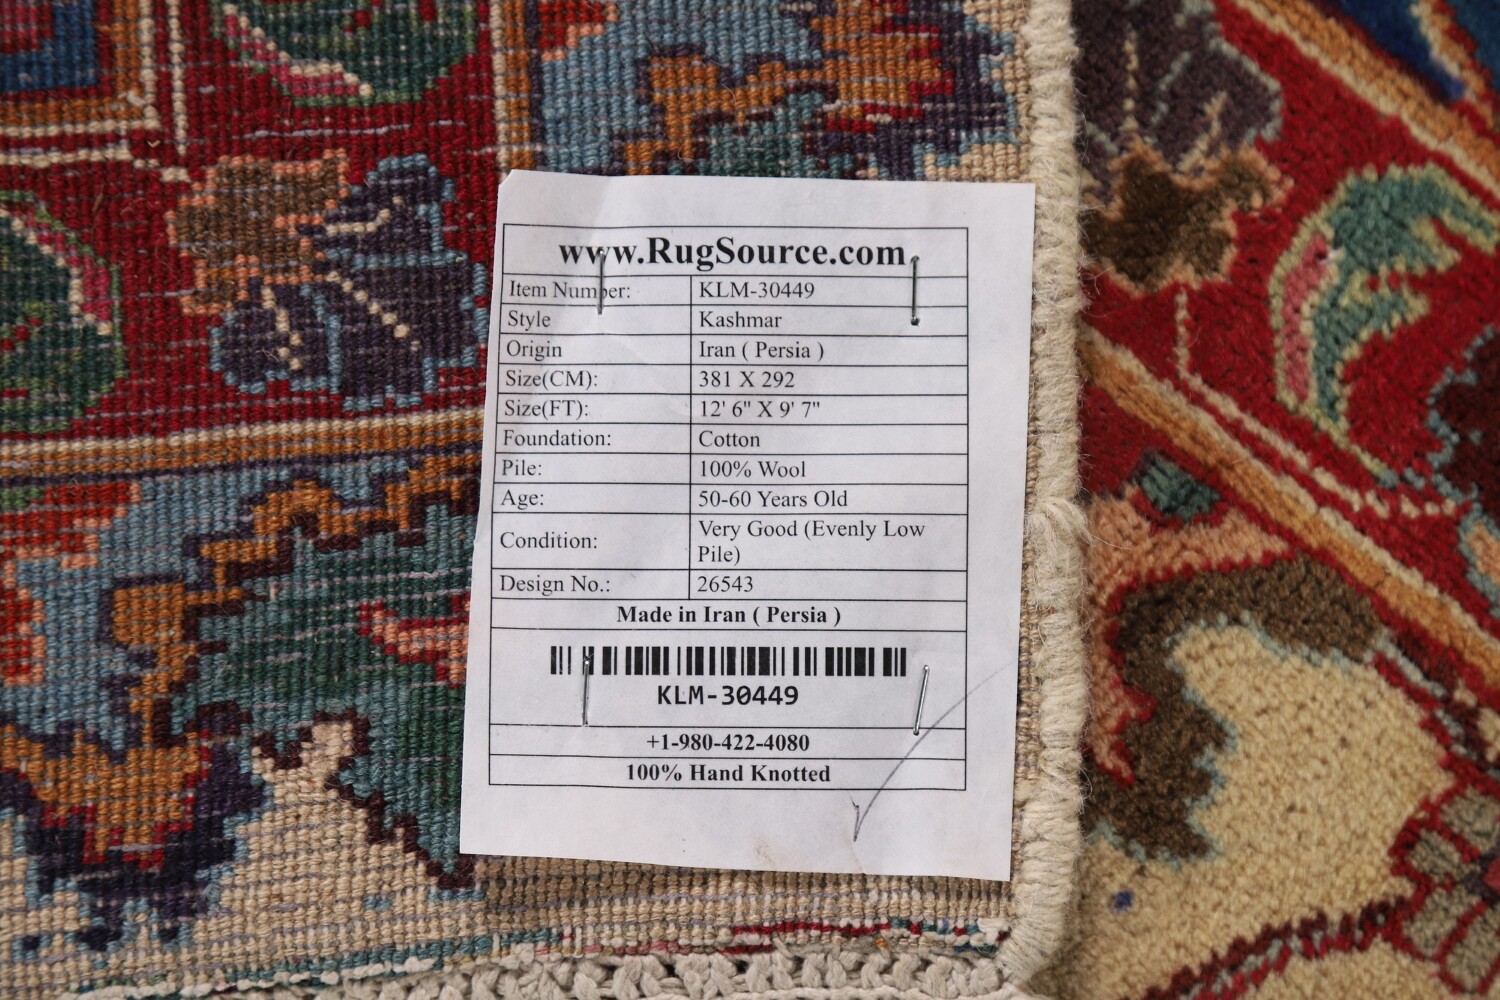 www.RugSource.com
Item Number: KLM-30449
Style Kashmar
Origin Iran ( Persia )
Size(CM): 381 X 292
Size(FT): 12' 6" X 9' 7"
Foundation: Cotton
Pile: 100% Wool
Age: 50-60 Years Old
Condition: Very Good (Evenly Low
Pile)
Design No.: 26543
Made in Iran ( Persia )
KLM-30449
+1-980-422-4080
100% Hand Knotted